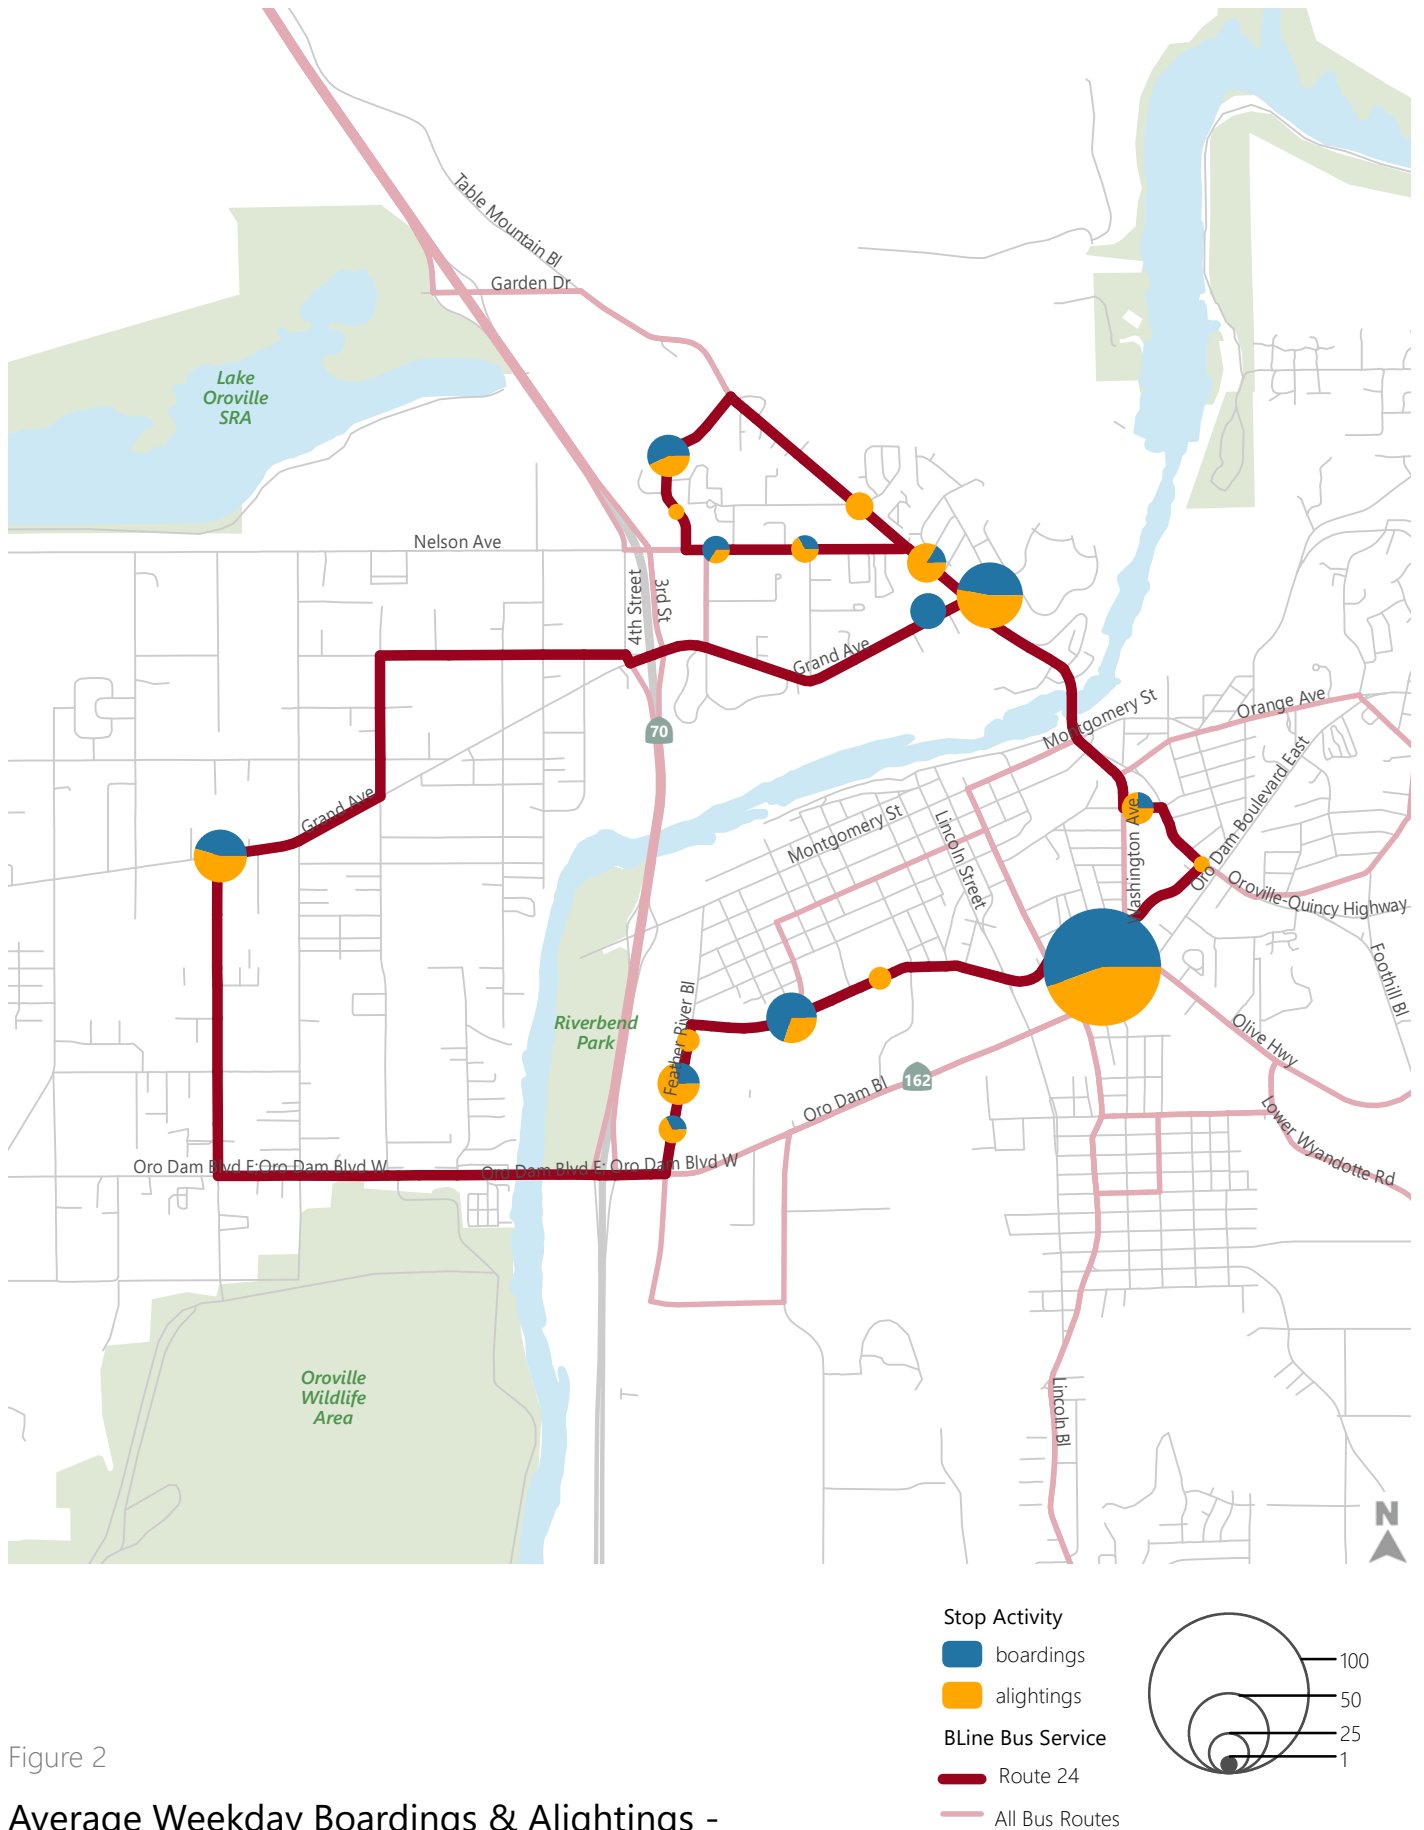 Table Mountain Bl
Garden Dr
Lake
Oroville
SRA
Nelson Ave
4th Street
3rd St
Grand Ave
70
Montgomery St
Orange Ave
Oro Dam Boulevard East
Grand Ave
Montgomery St
Lincoln Street
Washington Ave
Oroville-Quincy Highway
Foothill Bl
Riverbend
Park
Feather River Bl
Olive Hwy
162
Oro Dam Bl
Lower Wyandotte Rd
Oro Dam Blvd E;Oro Dam Blvd W
Oro Dam Blvd E; Oro Dam Blvd W
Oroville
Wildlife
Area
Lincoln Bl
N
Stop Activity
boardings
alightings
BLine Bus Service
Route 24
All Bus Routes
100
50
25
1
Figure 2
Average Weekday Boardings & Alightings -